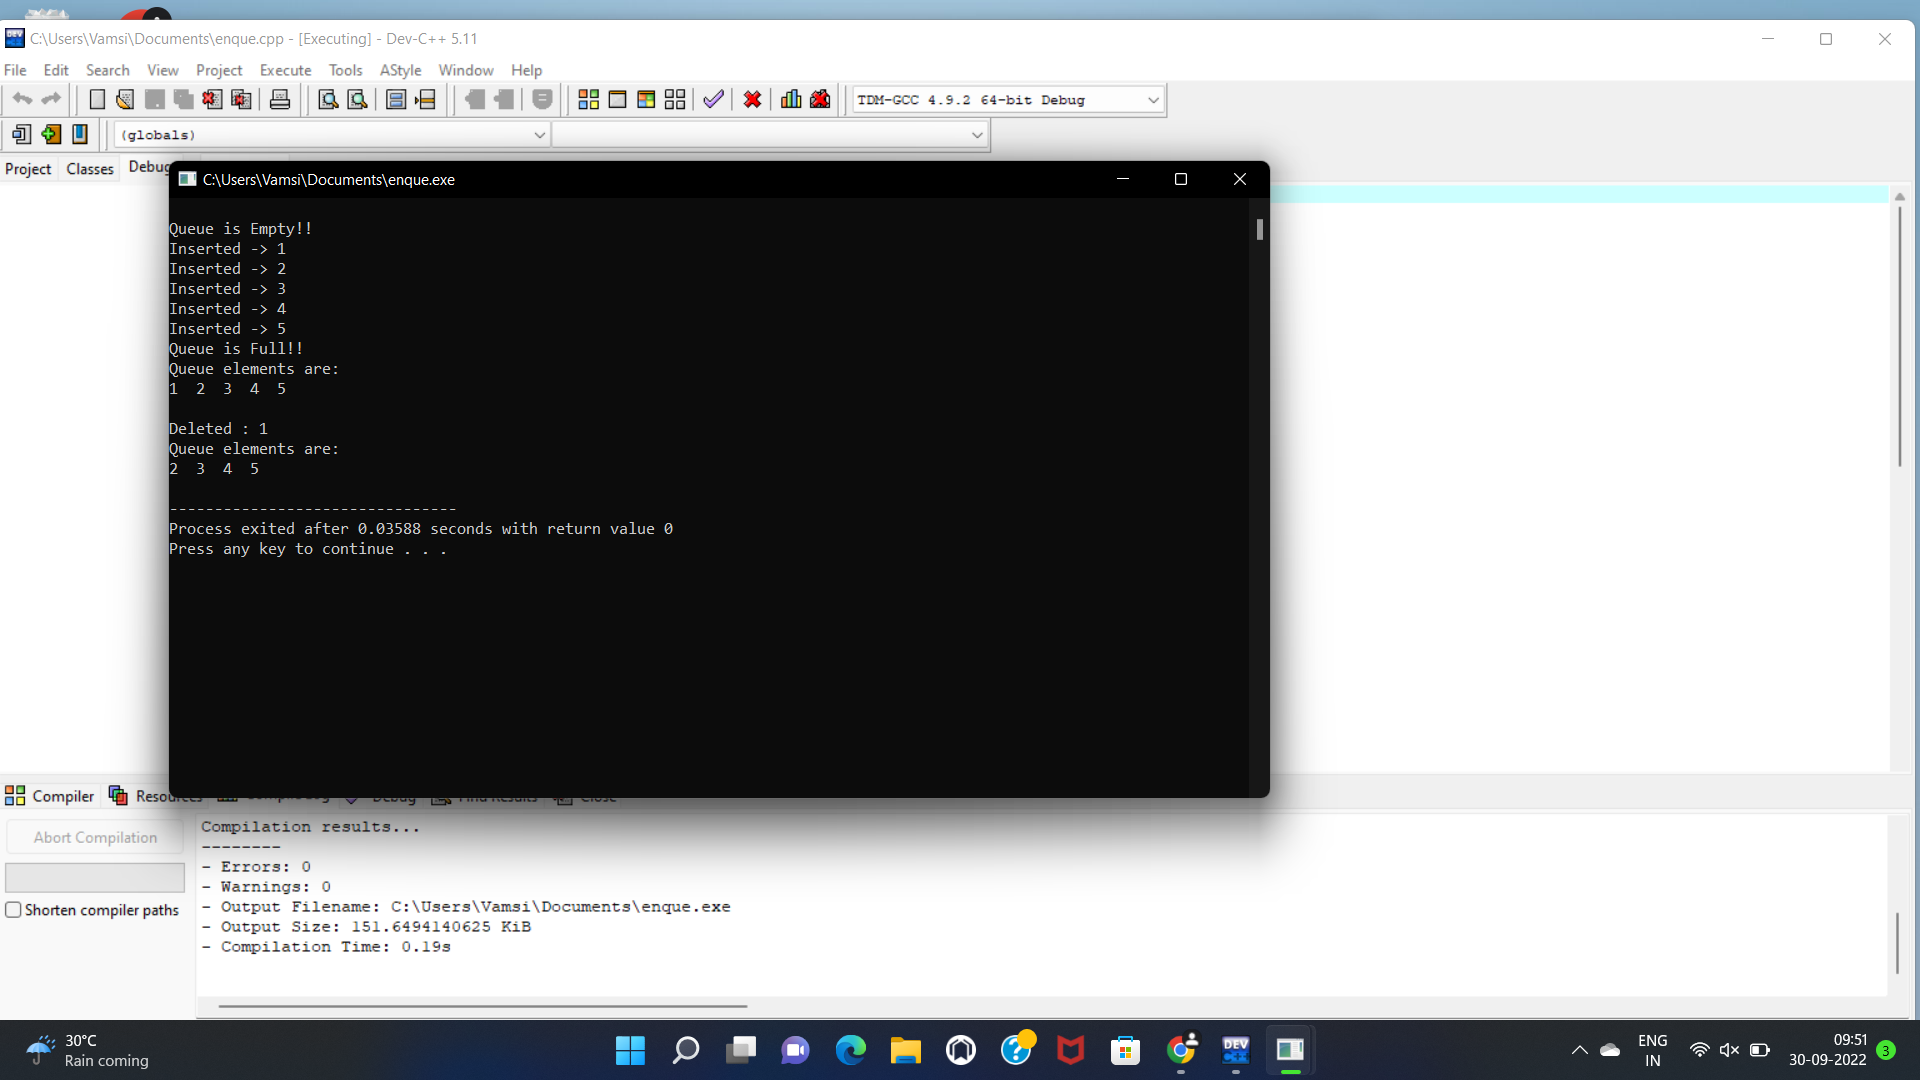 C:\Users\Vamsi\Documents\enque.cpp - [Executing] - Dev-C++ 5.11
File Edit Search View Project Execute Tools AStyle Window Help
TDM-GCC 4.9.2 64-bit Debug
(globals)
Project Classes Debug
C:\Users\Vamsi\Documents\enque.exe
Queue is Empty!!
Inserted -> 1
Inserted -> 2
Inserted -> 3
Inserted -> 4
Inserted -> 5
Queue is Full!!
Queue elements are:
1 2 3 4 5
Deleted : 1
Queue elements are:
2 3 4 5
--------------------------------
Process exited after 0.03588 seconds with return value 0
Press any key to continue . . .
Compiler Resources Debug Find Results Close
Abort Compilation
Shorten compiler paths
Compilation results...
--------
- Errors: 0
- Warnings: 0
- Output Filename: C:\Users\Vamsi\Documents\enque.exe
- Output Size: 151.6494140625 KiB
- Compilation Time: 0.19s
30°C
Rain coming
DEV C++
ENG
IN
09:51
30-09-2022
3